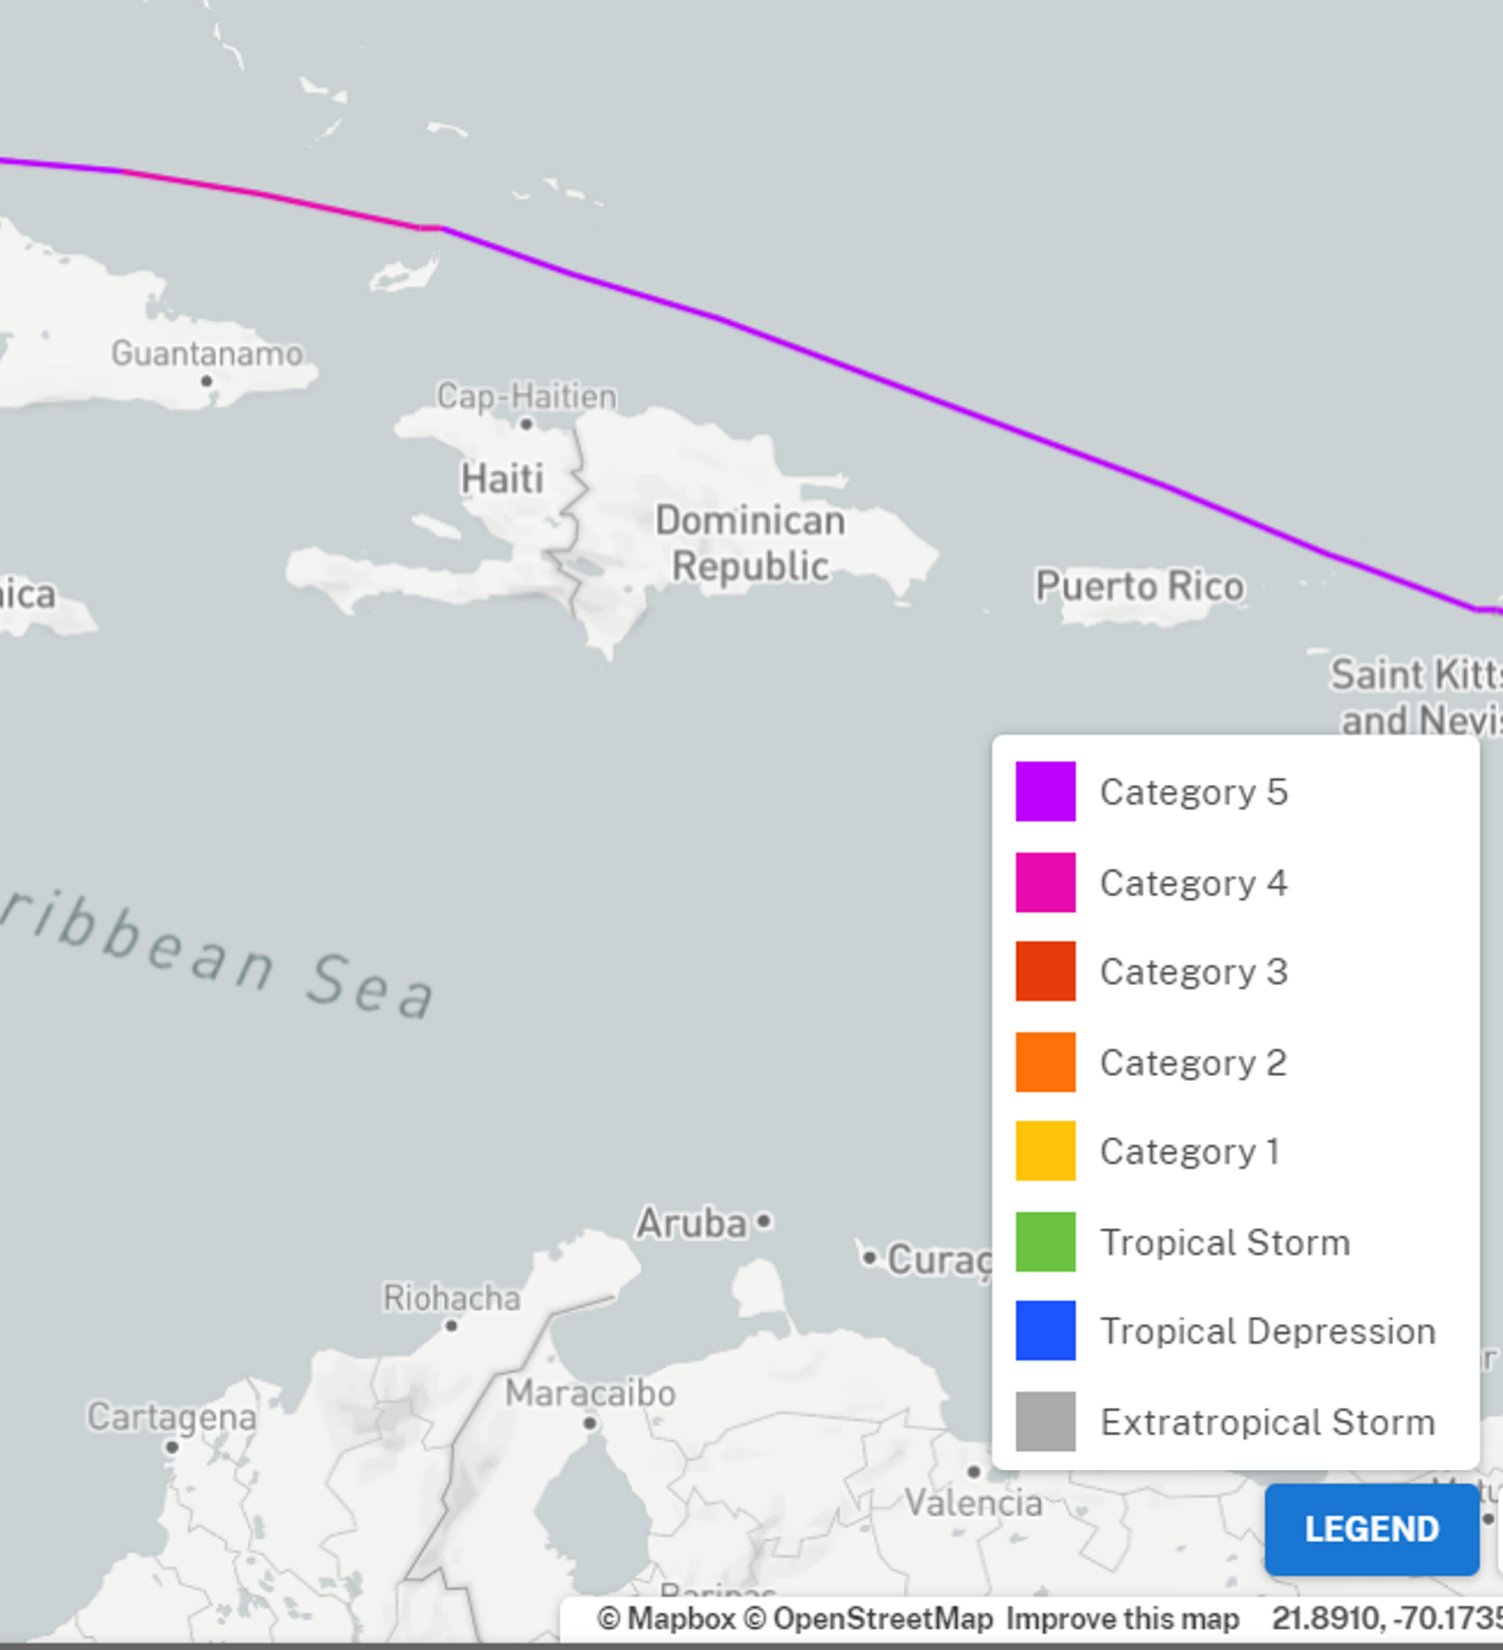 Guantanamo
Cap-Haitien
Haiti
Dominican
Republic
Puerto Rico
ica
Saint Kitts
and Nevis
Category 5
Category 4
Category 3
Category 2
Category 1
Tropical Storm
Tropical Depression
Extratropical Storm
ribbean Sea
Aruba
Curaç
Riohacha
Maracaibo
Cartagena
Valencia
LEGEND
© Mapbox © OpenStreetMap Improve this map 21.8910, -70.1735